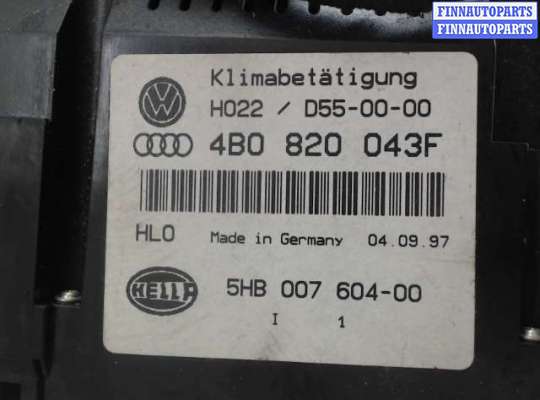 FINNAUTOPARTS
FINNAUTOPARTS
Klimabetätigung
H022 / D55-00-00
4B0 820 043F
HLO Made in Germany 04.09.97
HELLA 5HB 007 604-00
I 1